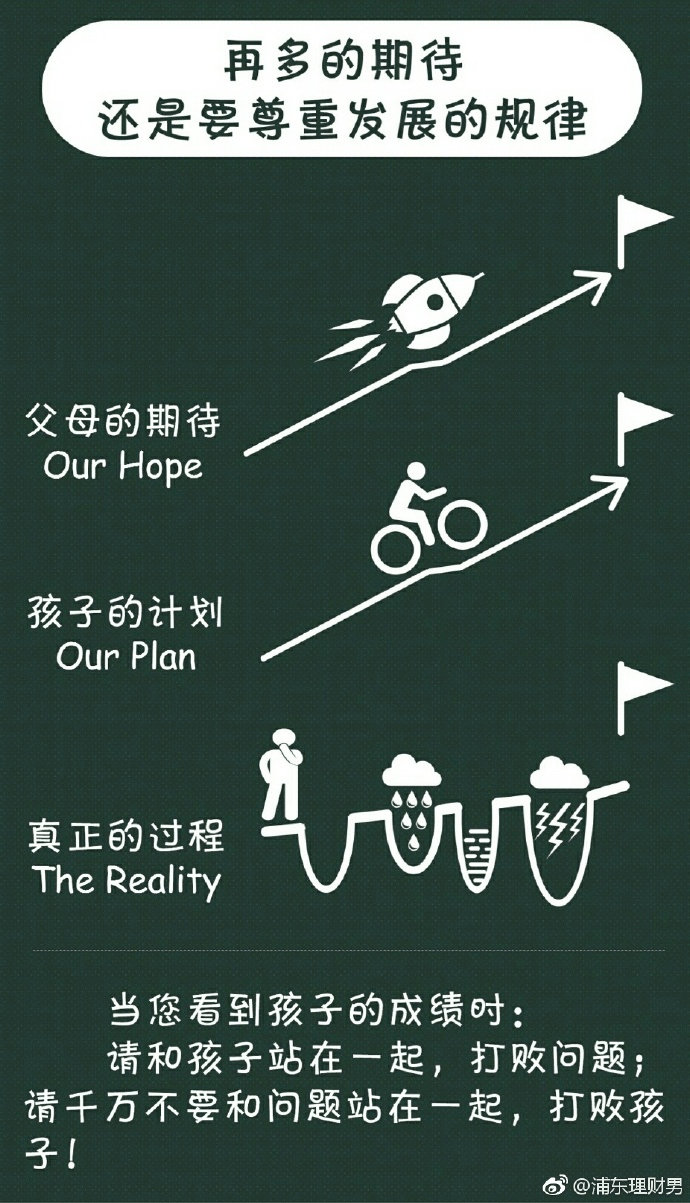 再多的期待
还是要尊重发展的规律
父母的期待
Our Hope
孩子的计划
Our Plan
真正的过程
The Reality
当您看到孩子的成绩时：
请和孩子站在一起，打败问题；
请千万不要和问题站在一起，打败孩
子！
@浦东理财男